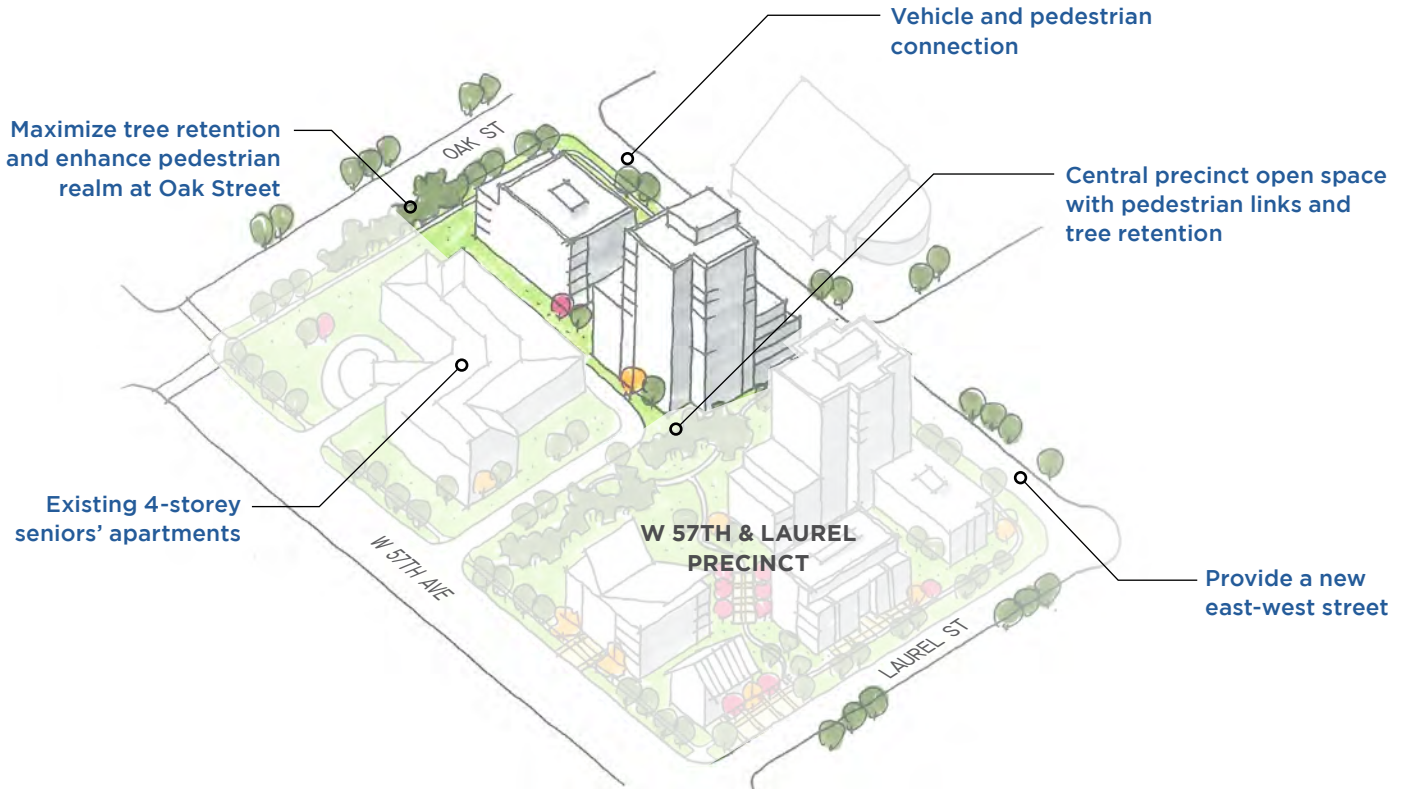 Vehicle and pedestrian
connection
Maximize tree retention
and enhance pedestrian
realm at Oak Street
OAK ST
Central precinct open space
with pedestrian links and
tree retention
Existing 4-storey
seniors’ apartments
W 57TH AVE
W 57TH & LAUREL
PRECINCT
Provide a new
east-west street
LAUREL ST